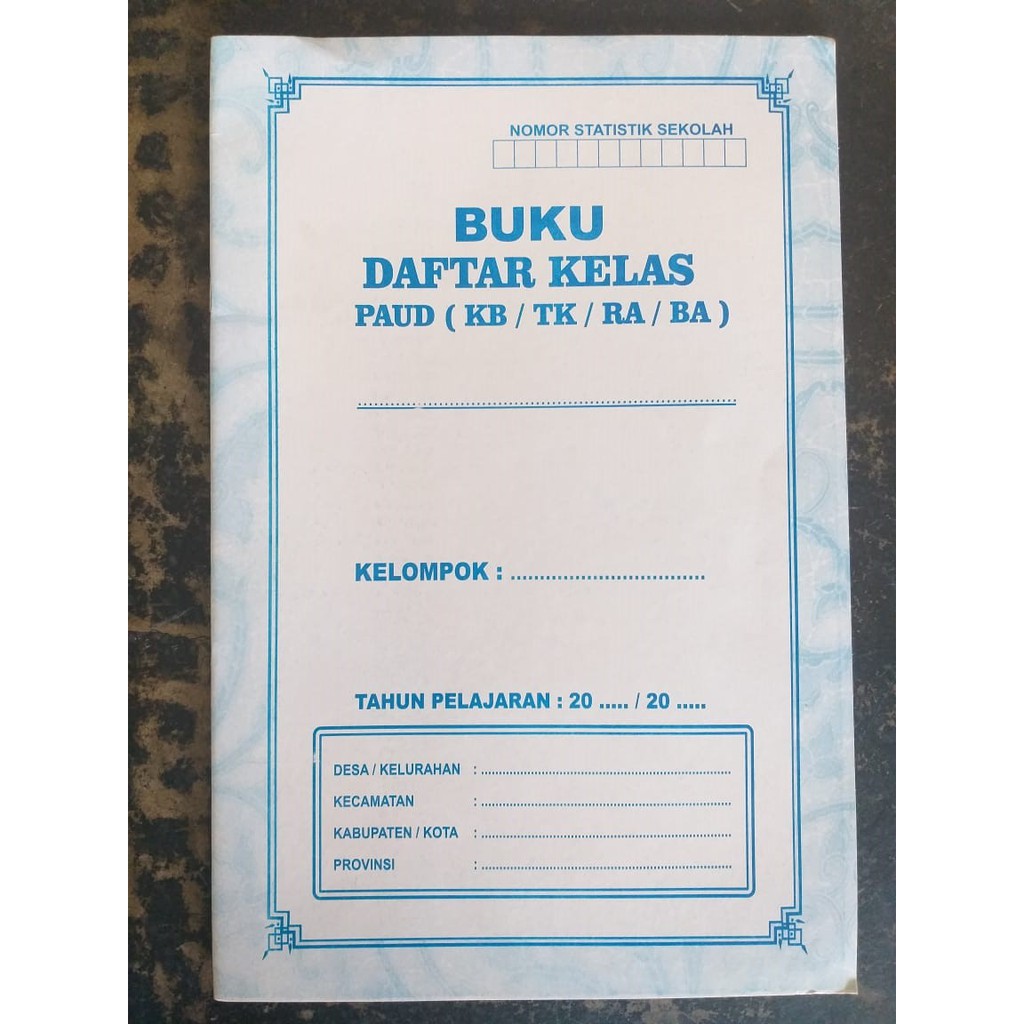 NOMOR STATISTIK SEKOLAH
BUKU
DAFTAR KELAS
PAUD ( KB / TK / RA / BA )
..............................................................................
KELOMPOK : ..................................
TAHUN PELAJARAN : 20 ..... / 20 .....
DESA / KELURAHAN : ..............................................................................
KECAMATAN : ..............................................................................
KABUPATEN / KOTA : ..............................................................................
PROVINSI : ..............................................................................